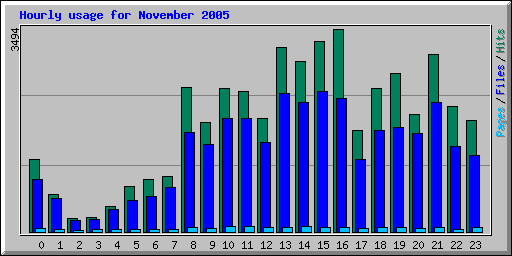 Hourly usage for November 2005
3494
Pages/Files/Hits
0 1 2 3 4 5 6 7 8 9 10 11 12 13 14 15 16 17 18 19 20 21 22 23